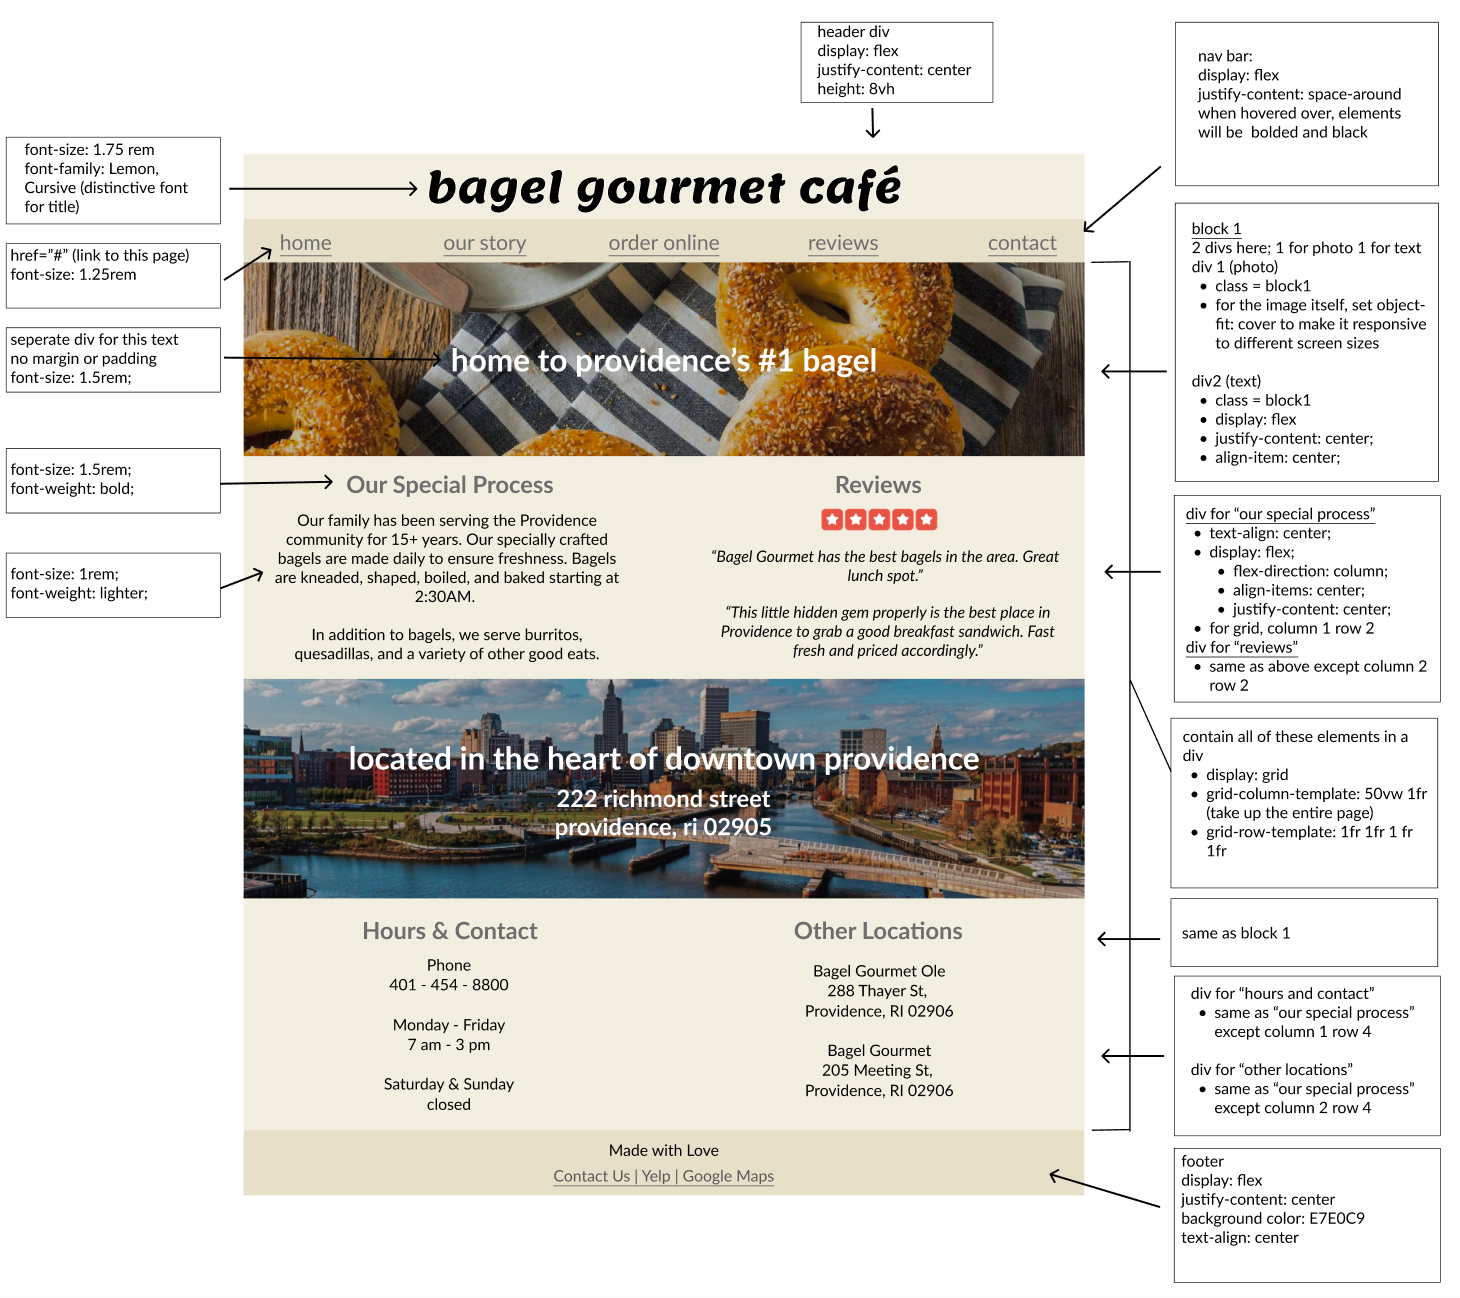 header div
display: flex
justify-content: center
height: 8vh
nav bar:
display: flex
justify-content: space-around
when hovered over, elements
will be  bolded and black
font-size: 1.75 rem
font-family: Lemon,
Cursive (distinctive font
for title)
bagel gourmet café
href="#" (link to this page)
font-size: 1.25rem
home
our story
order online
reviews
contact
block 1
2 divs here; 1 for photo 1 for text
div 1 (photo)
• class = block1
• for the image itself, set object-
fit: cover to make it responsive
to different screen sizes
div2 (text)
• class = block1
• display: flex
• justify-content: center;
• align-item: center;
seperate div for this text
no margin or padding
font-size: 1.5rem;
home to providence’s #1 bagel
font-size: 1.5rem;
font-weight: bold;
Our Special Process
Our family has been serving the Providence
community for 15+ years. Our specially crafted
bagels are made daily to ensure freshness. Bagels
are kneaded, shaped, boiled, and baked starting at
2:30AM.
In addition to bagels, we serve burritos,
quesadillas, and a variety of other good eats.
Reviews
“Bagel Gourmet has the best bagels in the area. Great
lunch spot.”
“This little hidden gem properly is the best place in
Providence to grab a good breakfast sandwich. Fast
fresh and priced accordingly.”
font-size: 1rem;
font-weight: lighter;
div for “our special process”
• text-align: center;
• display: flex;
• flex-direction: column;
• align-items: center;
• justify-content: center;
• for grid, column 1 row 2
div for “reviews”
• same as above except column 2
row 2
located in the heart of downtown providence
222 richmond street
providence, ri 02905
contain all of these elements in a
div
• display: grid
• grid-column-template: 50vw 1fr
(take up the entire page)
• grid-row-template: 1fr 1fr 1 fr
1fr
same as block 1
Hours & Contact
Phone
401 - 454 - 8800
Monday - Friday
7 am - 3 pm
Saturday & Sunday
closed
Other Locations
Bagel Gourmet Ole
288 Thayer St,
Providence, RI 02906
Bagel Gourmet
205 Meeting St,
Providence, RI 02906
div for “hours and contact”
• same as “our special process”
except column 1 row 4
div for “other locations”
• same as “our special process”
except column 2 row 4
Made with Love
Contact Us | Yelp | Google Maps
footer
display: flex
justify-content: center
background color: E7E0C9
text-align: center